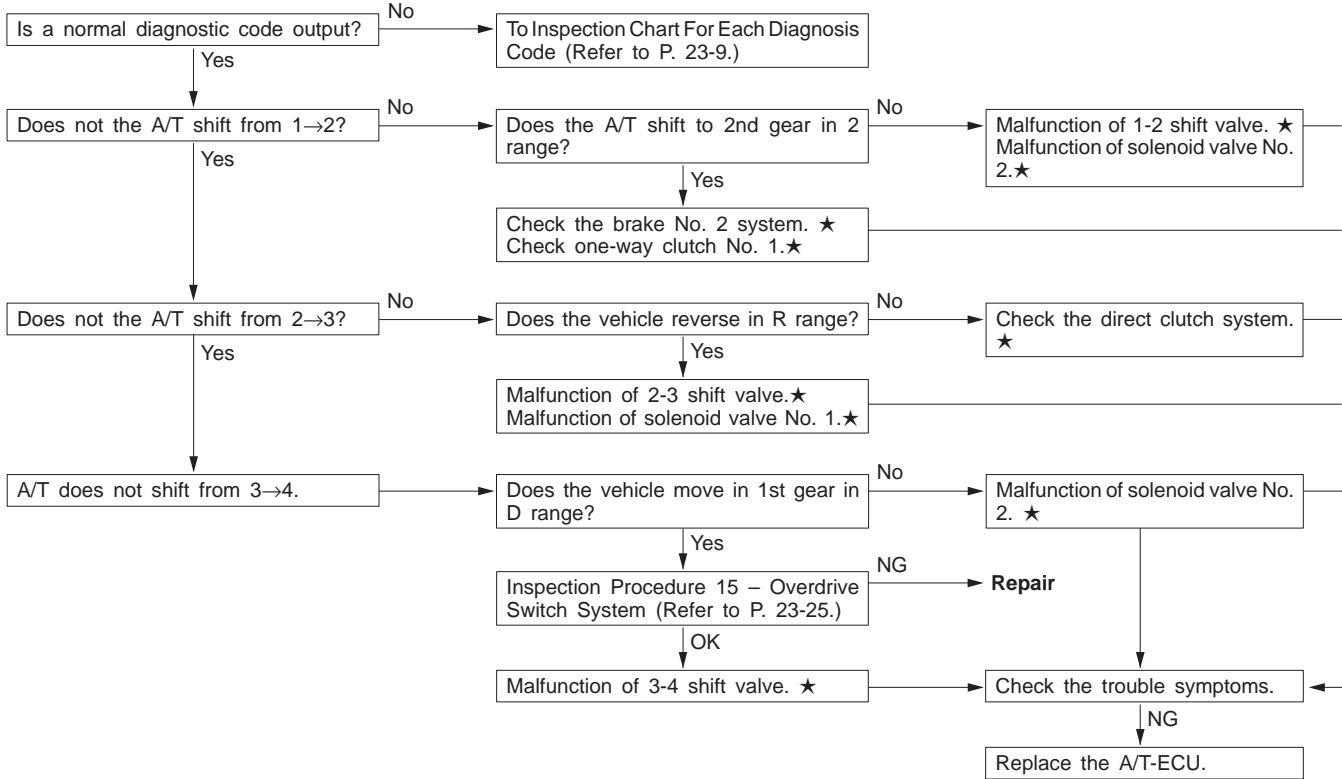 Is a normal diagnostic code output?
No
To Inspection Chart For Each Diagnosis
Code (Refer to P. 23-9.)
Yes
Does not the A/T shift from 1→2?
No
Does the A/T shift to 2nd gear in 2
range?
No
Malfunction of 1-2 shift valve. ★
Malfunction of solenoid valve No.
2.★
Yes
Yes
Check the brake No. 2 system. ★
Check one-way clutch No. 1.★
Does not the A/T shift from 2→3?
No
Does the vehicle reverse in R range?
No
Check the direct clutch system.
★
Yes
Yes
Malfunction of 2-3 shift valve.★
Malfunction of solenoid valve No. 1.★
A/T does not shift from 3→4.
Does the vehicle move in 1st gear in
D range?
No
Malfunction of solenoid valve No.
2. ★
Yes
Inspection Procedure 15 – Overdrive
Switch System (Refer to P. 23-25.)
NG
Repair
OK
Malfunction of 3-4 shift valve. ★
Check the trouble symptoms.
NG
Replace the A/T-ECU.